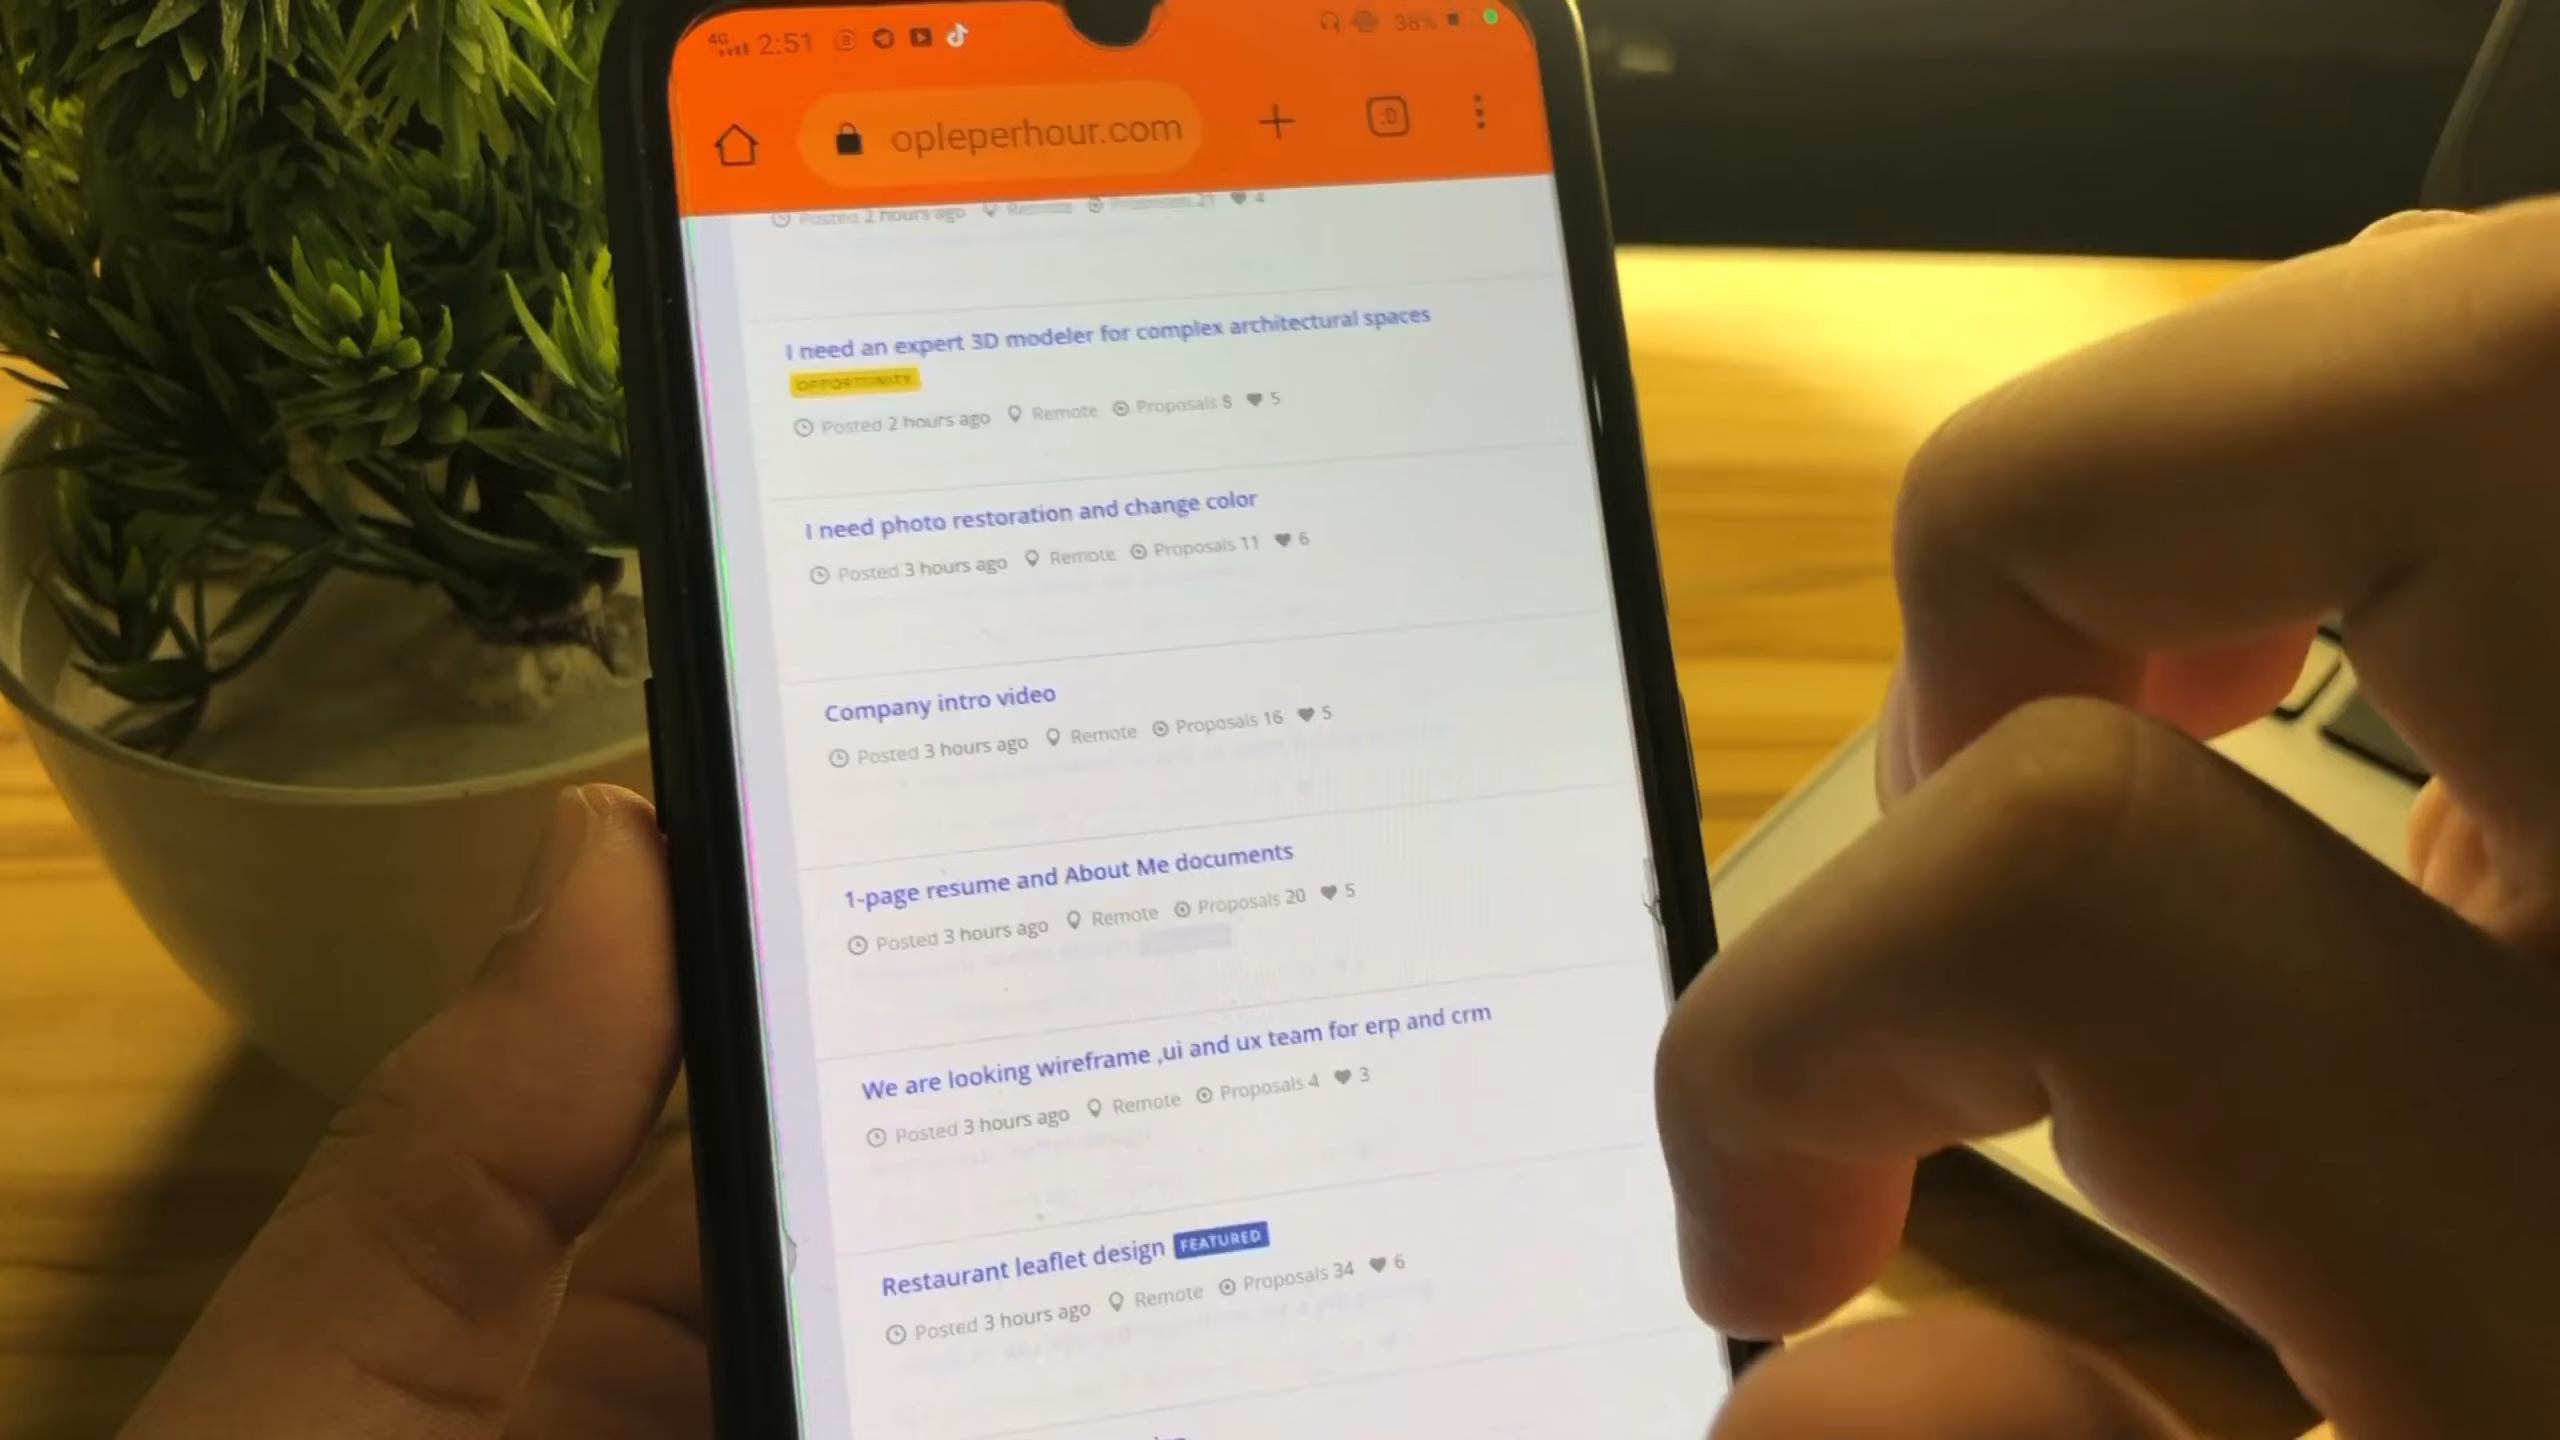 4G 2:51 38%
opleperhour.com :D
Posted 2 hours ago Remote Proposals 21 4
I need an expert 3D modeler for complex architectural spaces
OPPORTUNITY
Posted 2 hours ago Remote Proposals 8 5
I need photo restoration and change color
Posted 3 hours ago Remote Proposals 11 6
Company intro video
Posted 3 hours ago Remote Proposals 16 5
1-page resume and About Me documents
Posted 3 hours ago Remote Proposals 20 5
We are looking wireframe ,ui and ux team for erp and crm
Posted 3 hours ago Remote Proposals 4 3
Restaurant leaflet design FEATURED
Posted 3 hours ago Remote Proposals 34 6